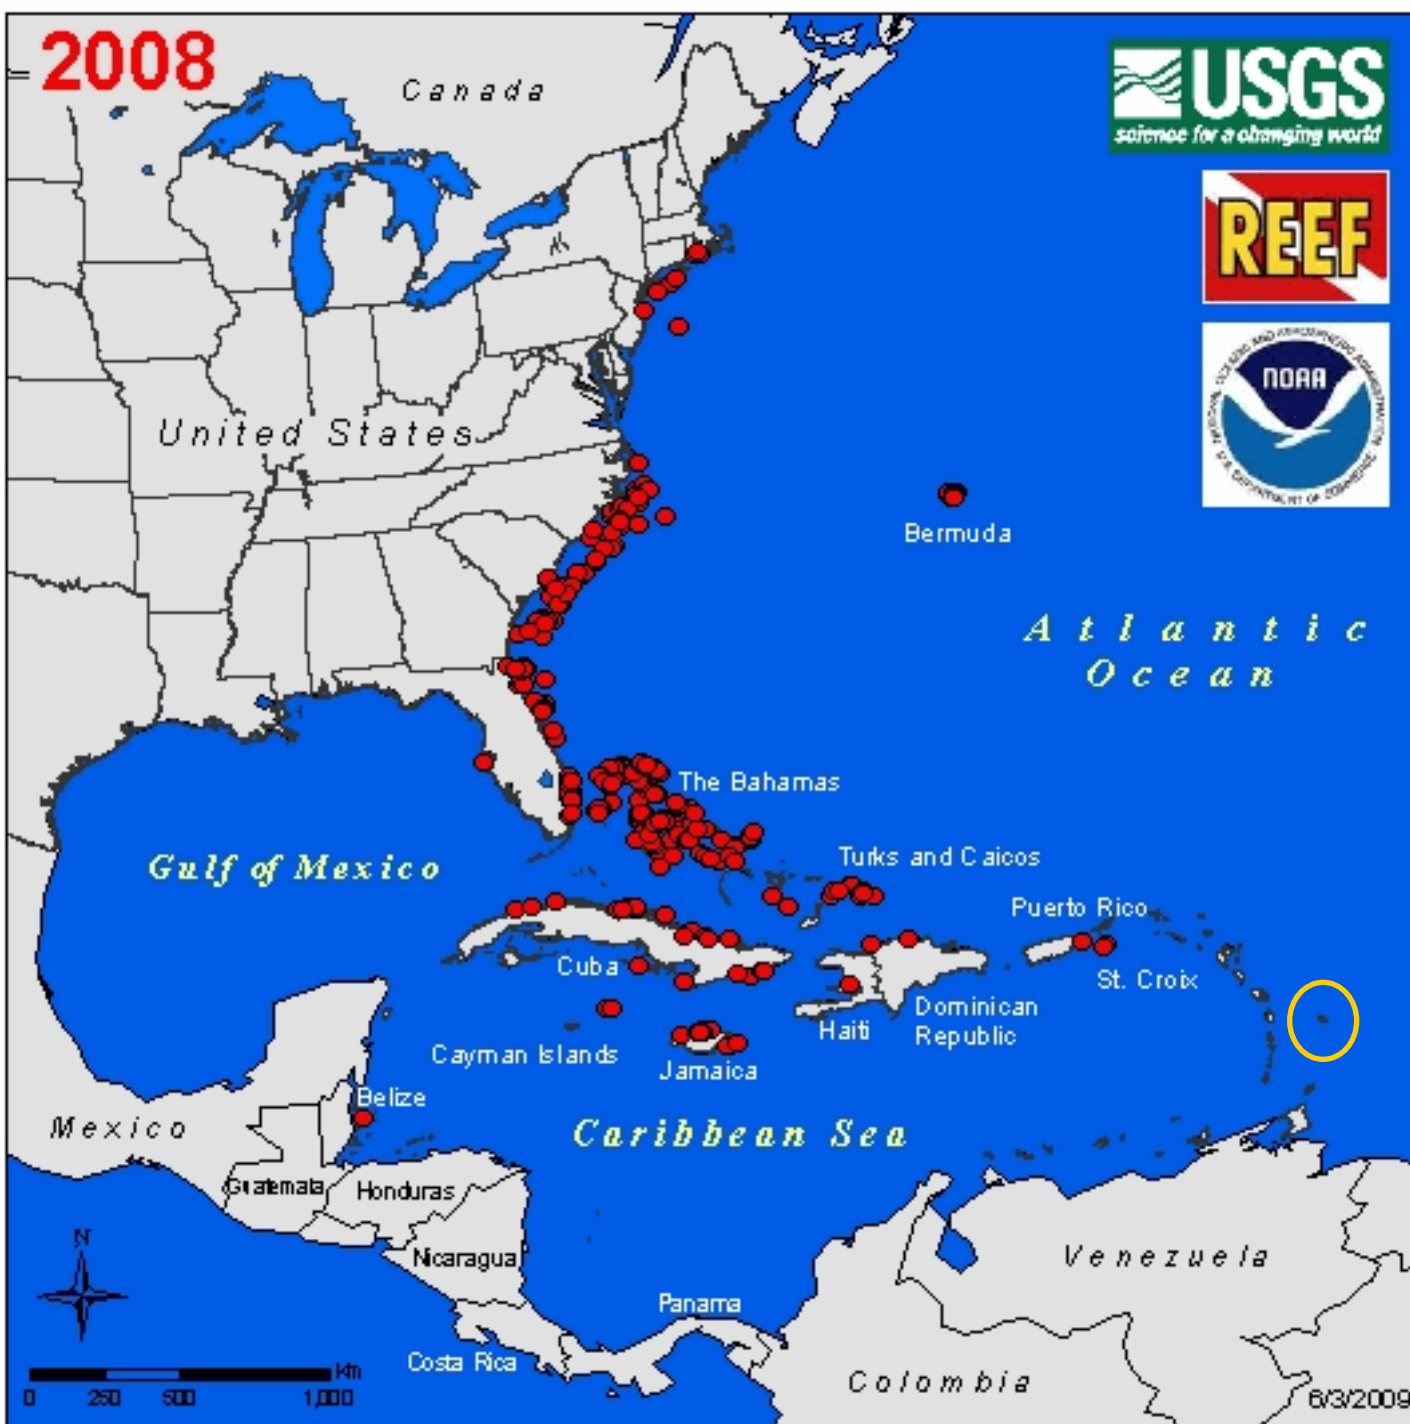 2008
Canada
USGS
science for a changing world
REEF
NOAA
United States
Bermuda
Atlantic
Ocean
The Bahamas
Gulf of Mexico
Turks and Caicos
Puerto Rico
Cuba
St. Croix
Dominican
Republic
Haiti
Cayman Islands
Jamaica
Belize
Mexico
Caribbean Sea
Guatemala
Honduras
Nicaragua
Venezuela
N
Panama
Costa Rica
km
0 250 500 1,000
Colombia
6/3/2009